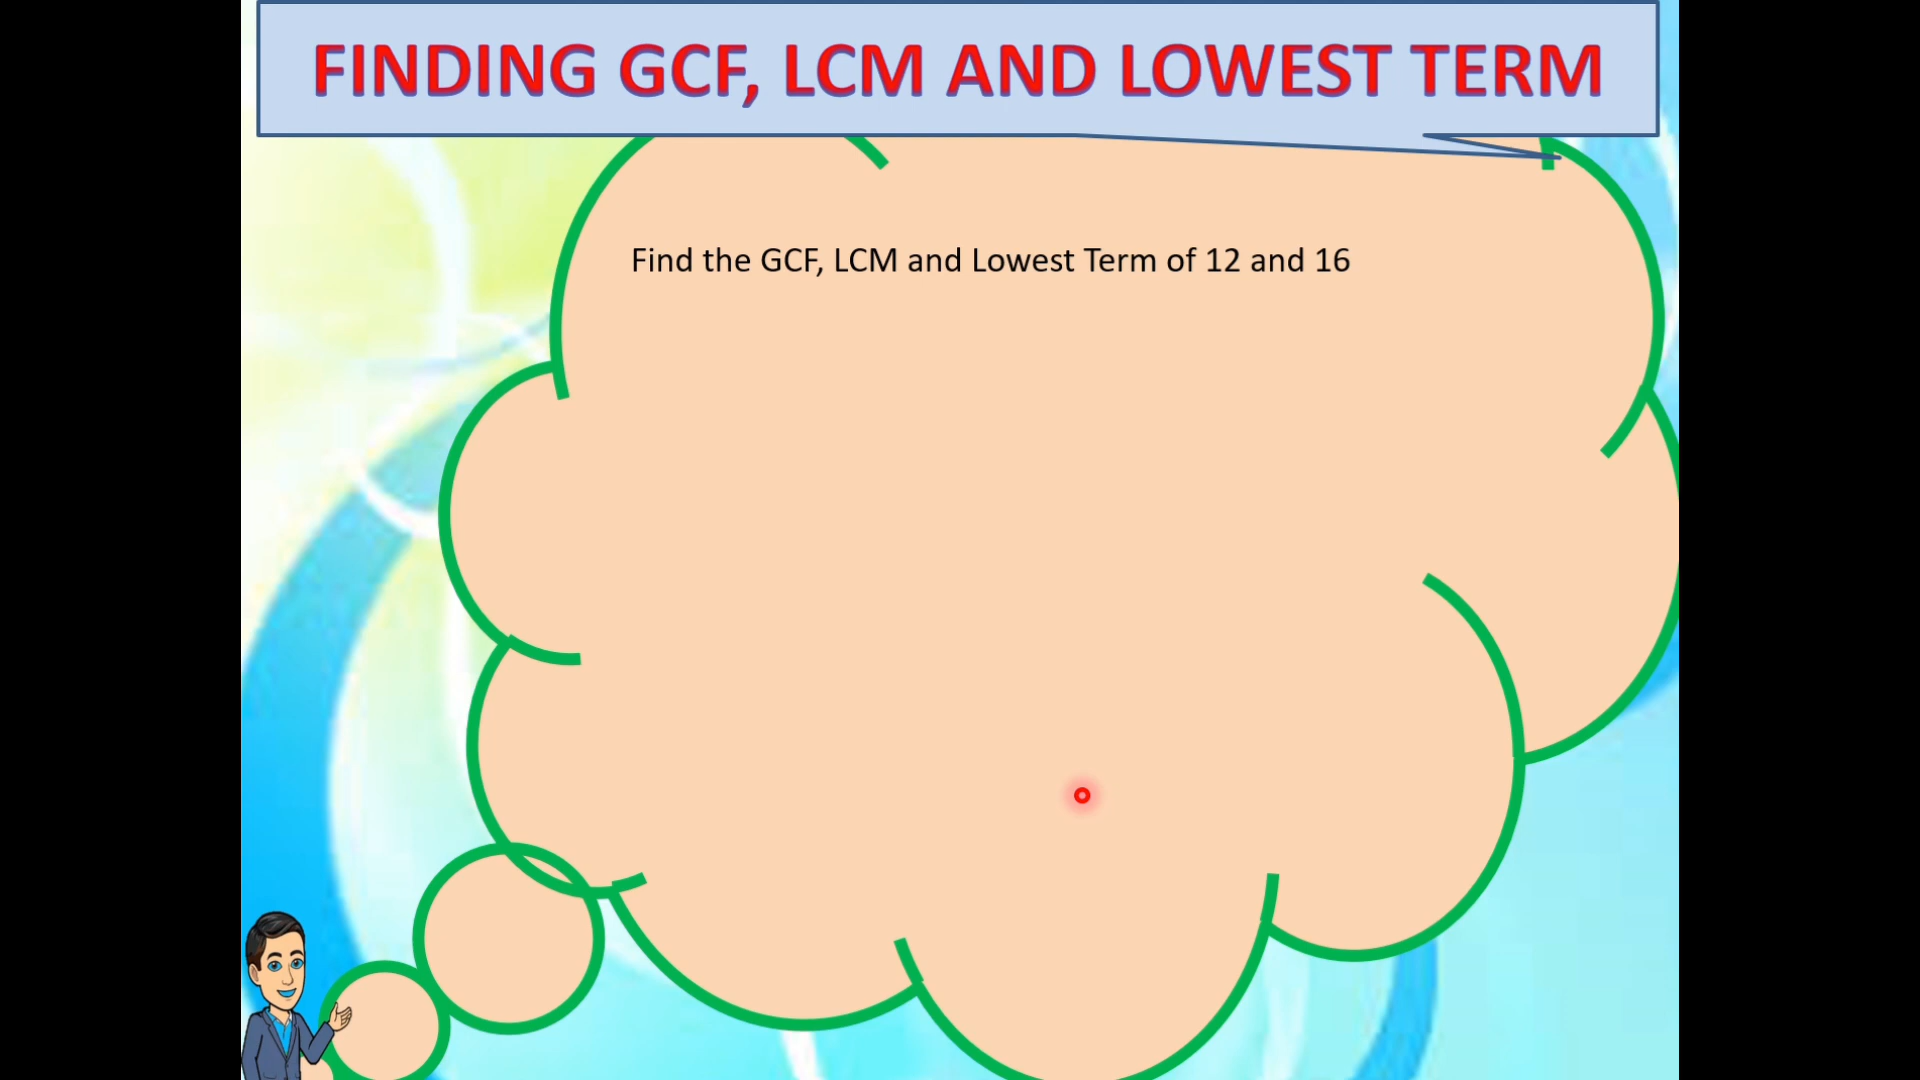 FINDING GCF, LCM AND LOWEST TERM
Find the GCF, LCM and Lowest Term of 12 and 16